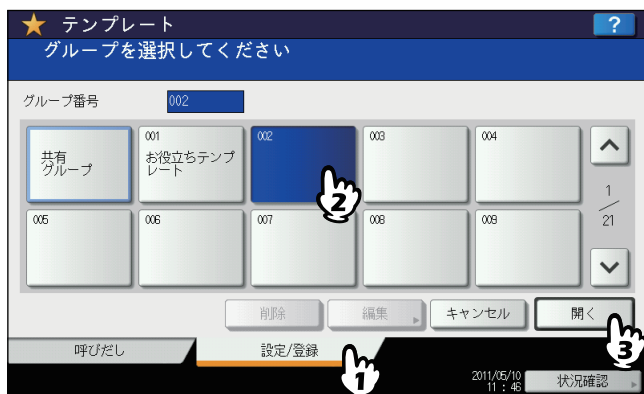 テンプレート
?
グループを選択してください
グループ番号
002
共有
グループ
001
お役立ちテンプ
レート
002
003
004
1
21
005
006
007
008
009
2
削除
編集
キャンセル
開く
3
呼びだし
設定/登録
1
2011/05/10
11 : 46
状況確認